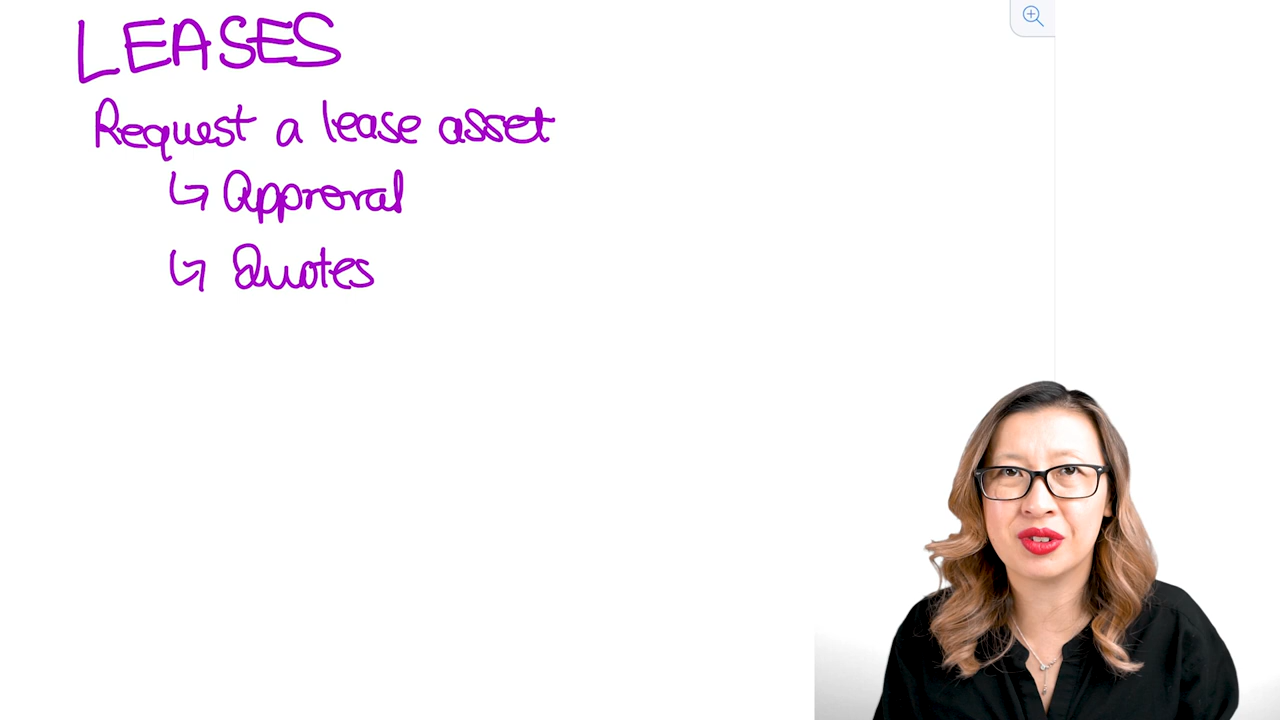 LEASES
Request a lease asset
↳ Approval
↳ Quotes